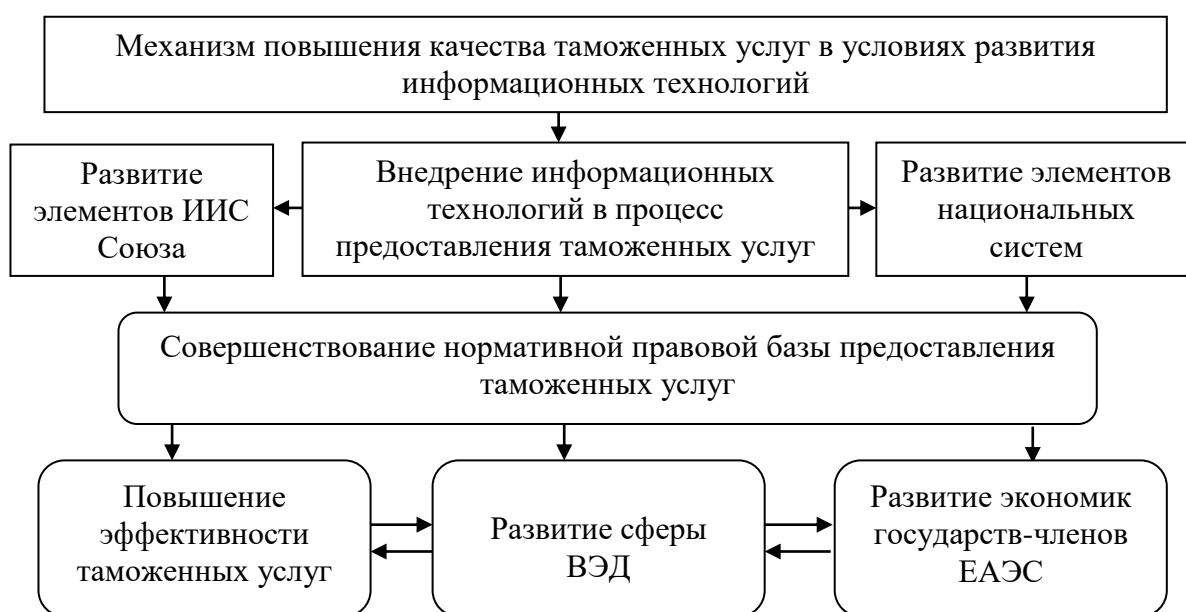 Механизм повышения качества таможенных услуг в условиях развития
информационных технологий
Развитие
элементов ИИС
Союза
Внедрение информационных
технологий в процесс
предоставления таможенных услуг
Развитие элементов
национальных
систем
Совершенствование нормативной правовой базы предоставления
таможенных услуг
Повышение
эффективности
таможенных услуг
Развитие сферы
ВЭД
Развитие экономик
государств-членов
ЕАЭС